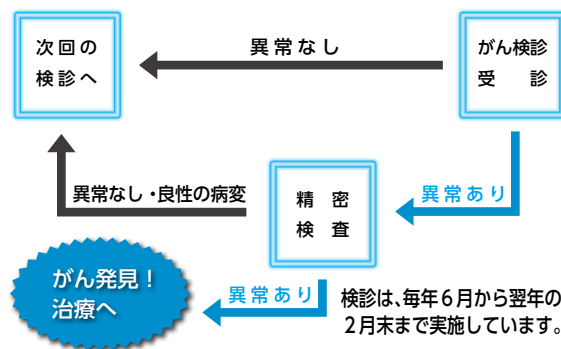 次回の
検診へ
異常なし
がん検診
受診
異常なし・良性の病変
精密
検査
異常あり
がん発見!
治療へ
異常あり
検診は、毎年6月から翌年の
2月末まで実施しています。